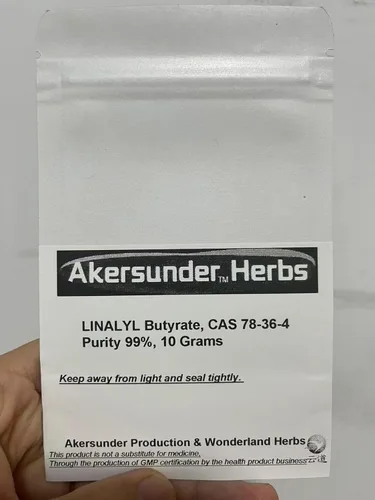 Akersunder™ Herbs
LINALYL Butyrate, CAS 78-36-4
Purity 99%, 10 Grams
Keep away from light and seal tightly.
Akersunder Production & Wonderland Herbs
This product is not a substitute for medicine.
Through the production of GMP certification by the health product business